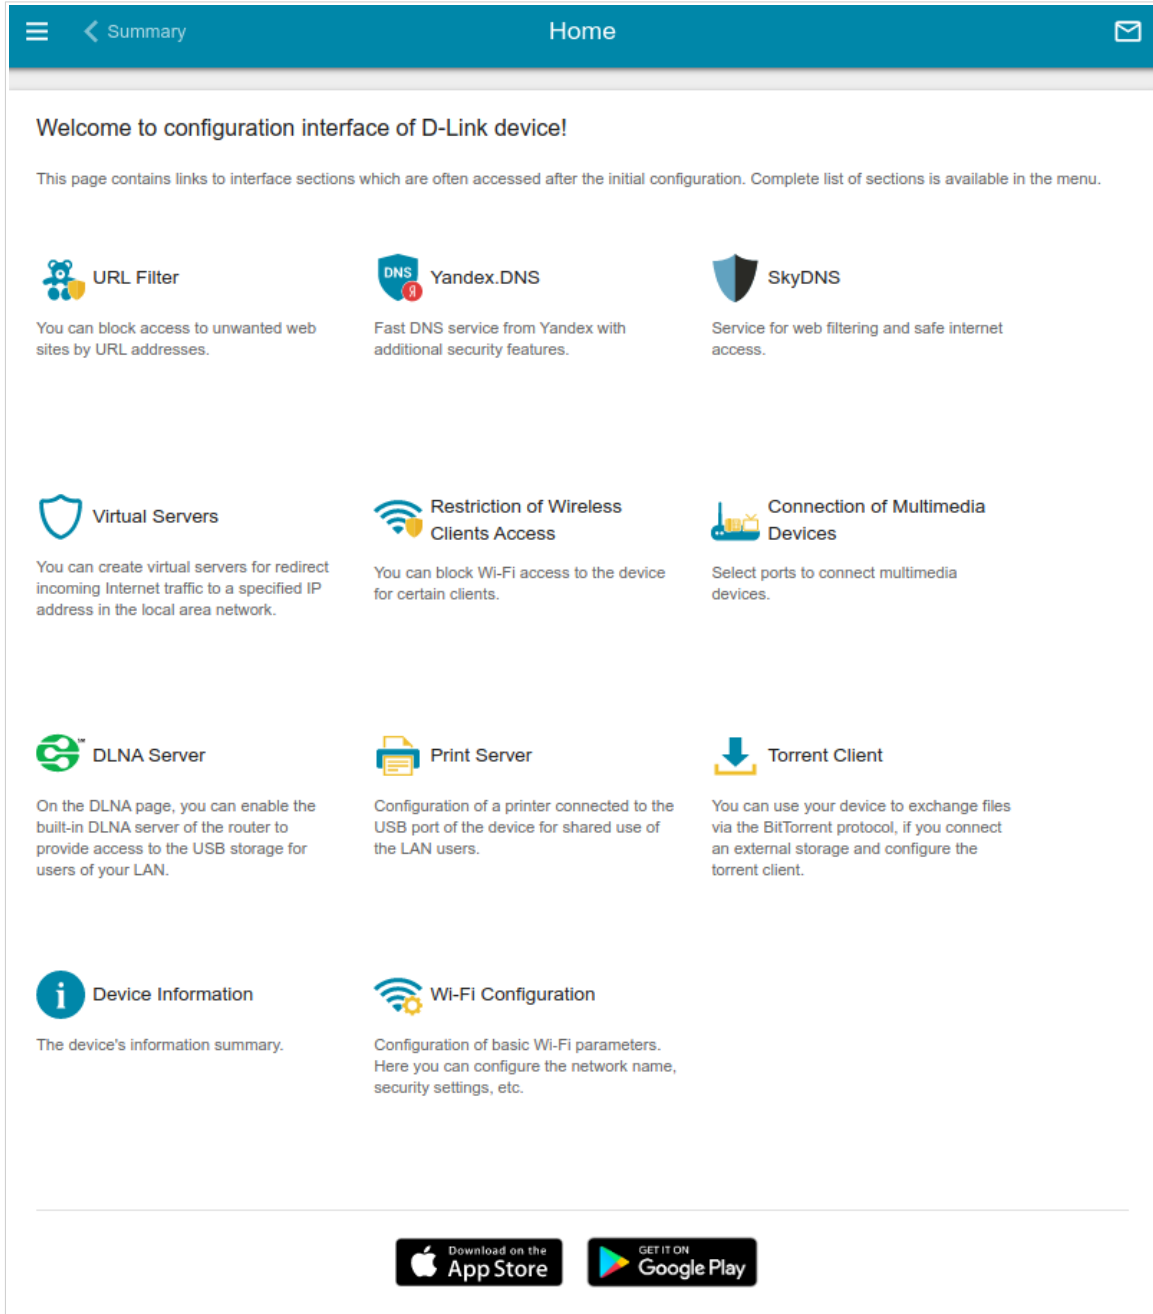 Summary
Home
Welcome to configuration interface of D-Link device!
This page contains links to interface sections which are often accessed after the initial configuration. Complete list of sections is available in the menu.
URL Filter
You can block access to unwanted web
sites by URL addresses.
DNS
Я
Yandex.DNS
Fast DNS service from Yandex with
additional security features.
SkyDNS
Service for web filtering and safe internet
access.
Virtual Servers
You can create virtual servers for redirect
incoming Internet traffic to a specified IP
address in the local area network.
Restriction of Wireless
Clients Access
You can block Wi-Fi access to the device
for certain clients.
Connection of Multimedia
Devices
Select ports to connect multimedia
devices.
DLNA Server
On the DLNA page, you can enable the
built-in DLNA server of the router to
provide access to the USB storage for
users of your LAN.
Print Server
Configuration of a printer connected to the
USB port of the device for shared use of
the LAN users.
Torrent Client
You can use your device to exchange files
via the BitTorrent protocol, if you connect
an external storage and configure the
torrent client.
i
Device Information
The device's information summary.
Wi-Fi Configuration
Configuration of basic Wi-Fi parameters.
Here you can configure the network name,
security settings, etc.
Download on the
App Store
GET IT ON
Google Play